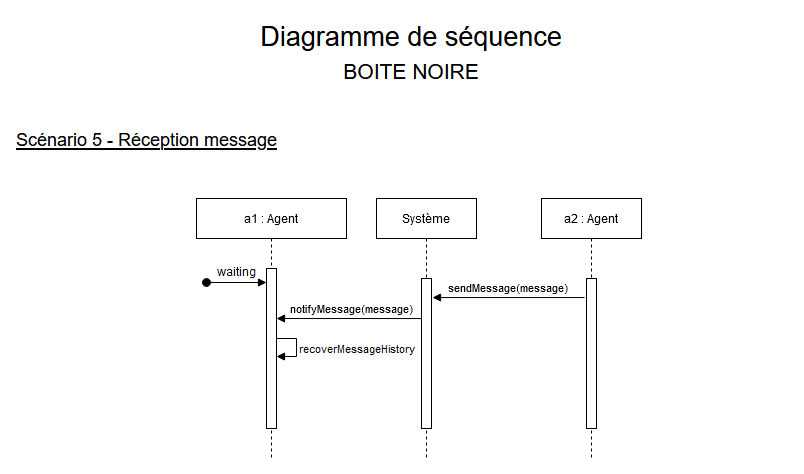 Diagramme de séquence
BOITE NOIRE
Scénario 5 - Réception message
a1 : Agent
Système
a2 : Agent
waiting
sendMessage(message)
notifyMessage(message)
recoverMessageHistory